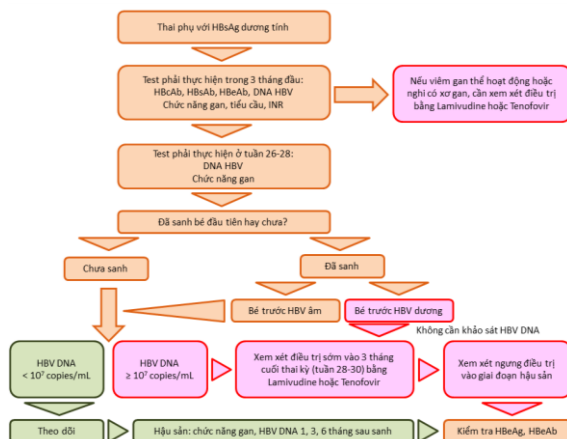 Thai phụ với HBsAg dương tính
Test phải thực hiện trong 3 tháng đầu:
HBcAb, HBsAb, HBeAb, DNA HBV
Chức năng gan, tiểu cầu, INR
Nếu viêm gan thể hoạt động hoặc
nghi có xơ gan, cần xem xét điều trị
bằng Lamivudine hoặc Tenofovir
Test phải thực hiện ở tuần 26-28:
DNA HBV
Chức năng gan
Đã sanh bé đầu tiên hay chưa?
Chưa sanh
Đã sanh
Bé trước HBV âm
Bé trước HBV dương
Không cần khảo sát HBV DNA
HBV DNA
< 10⁷ copies/mL
HBV DNA
≥ 10⁷ copies/mL
Xem xét điều trị sớm vào 3 tháng
cuối thai kỳ (tuần 28-30) bằng
Lamivudine hoặc Tenofovir
Xem xét ngưng điều trị
vào giai đoạn hậu sản
Theo dõi
Hậu sản: chức năng gan, HBV DNA 1, 3, 6 tháng sau sanh
Kiểm tra HBeAg, HBeAb